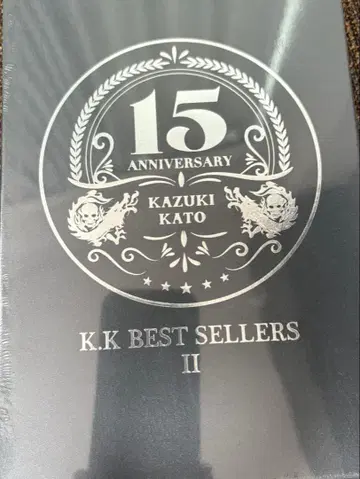 15
ANNIVERSARY
KAZUKI
KATO
K.K BEST SELLERS
II